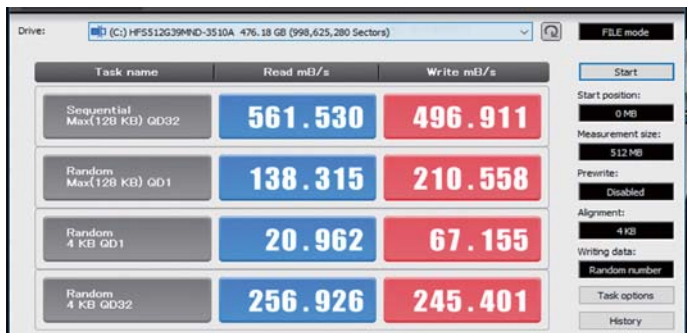 Drive:
(C:) HFS512G39MND-3510A 476.18 GB (998,625,280 Sectors)
FILE mode
Task name
Read mB/s
Write mB/s
Start
Sequential
Max(128 KB) QD32
561.530
496.911
Start position:
0 MB
Measurement size:
512 MB
Random
Max(128 KB) QD1
138.315
210.558
Prewrite:
Disabled
Alignment:
4 KB
Random
4 KB QD1
20.962
67.155
Writing data:
Random number
Random
4 KB QD32
256.926
245.401
Task options
History